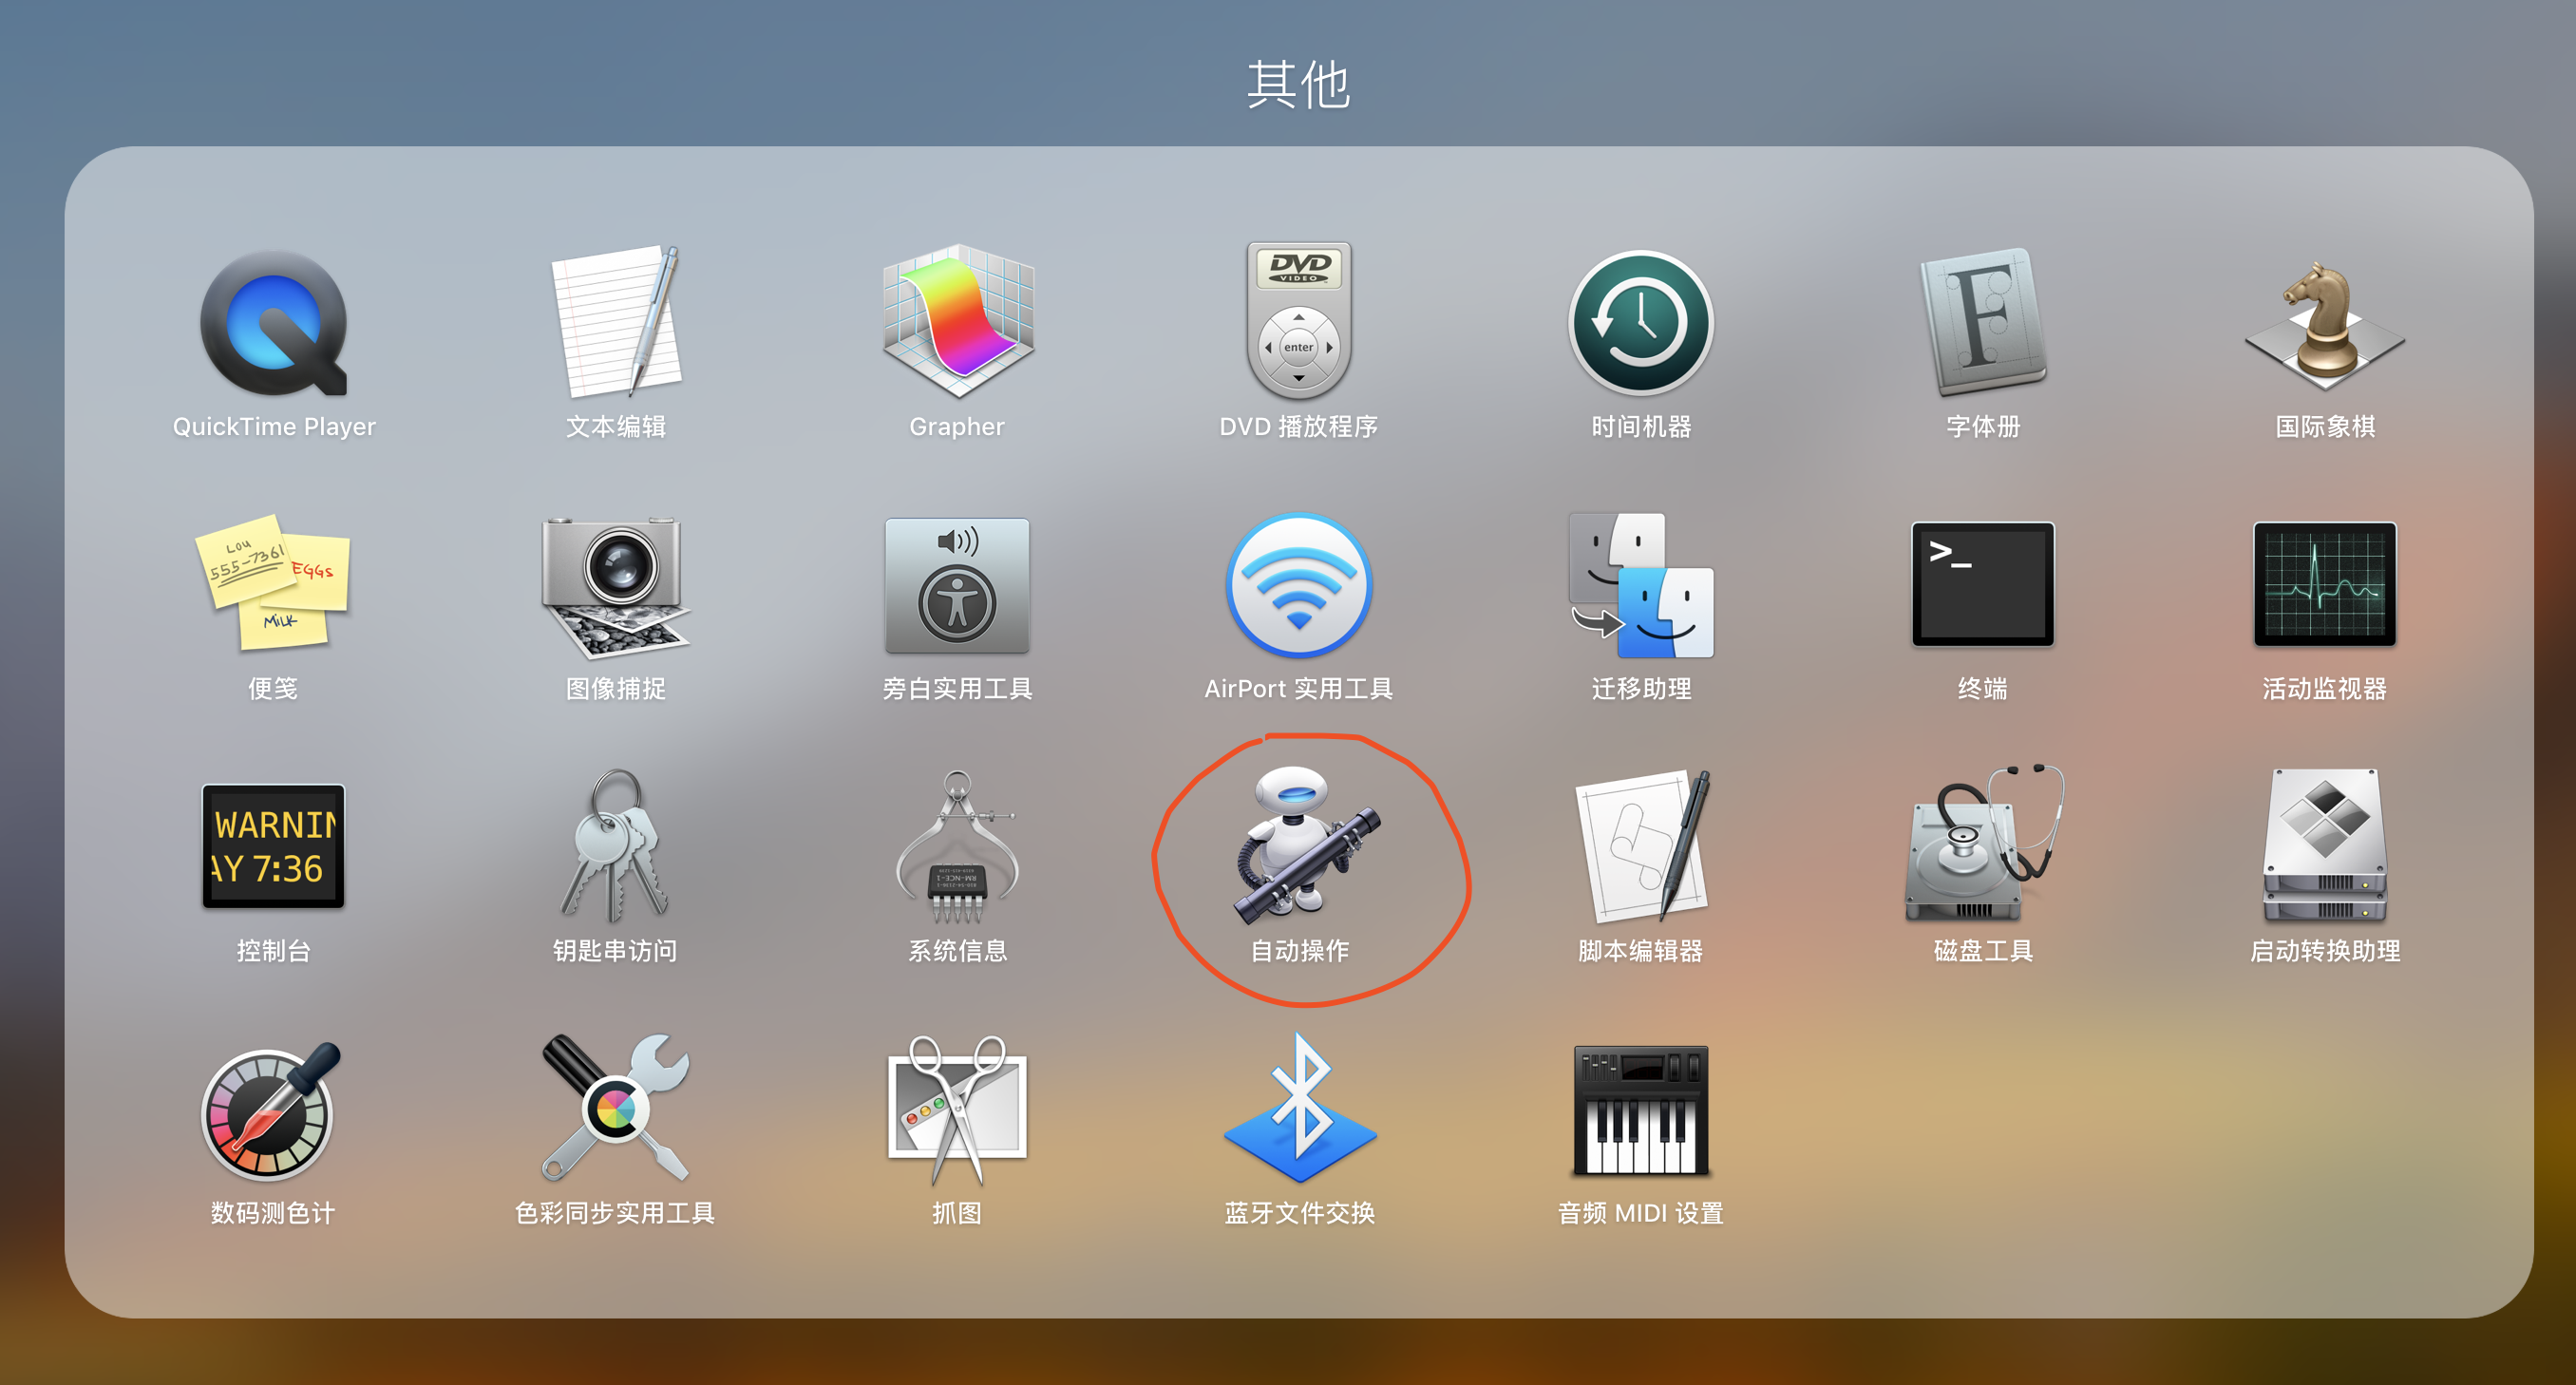 其他
DVD
VIDEO
enter
F
QuickTime Player
文本编辑
Grapher
DVD 播放程序
时间机器
字体册
国际象棋
Lou
555-7361
EGGs
MiLK
>_
便笺
图像捕捉
旁白实用工具
AirPort 实用工具
迁移助理
终端
活动监视器
WARNIN
AY 7:36
控制台
钥匙串访问
系统信息
自动操作
脚本编辑器
磁盘工具
启动转换助理
数码测色计
色彩同步实用工具
抓图
蓝牙文件交换
音频 MIDI 设置